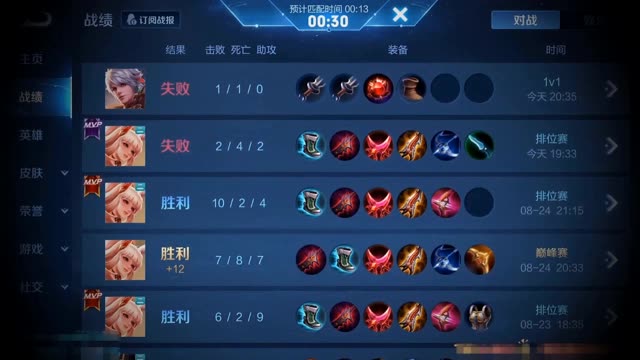 预计匹配时间 00:13
战绩 订阅战报 00:30 对战
结果 击败 死亡 助攻 装备 时间
主页
战绩
英雄
皮肤
荣誉
游戏
社交
失败 1 / 1 / 0 1v1
今天 20:35
MVP
失败 2 / 4 / 2 排位赛
今天 19:33
MVP
胜利 10 / 2 / 4 排位赛
08-24 21:15
胜利 7 / 8 / 7 巅峰赛
+12 08-24 20:33
MVP
胜利 6 / 2 / 9 排位赛
08-23 18:35